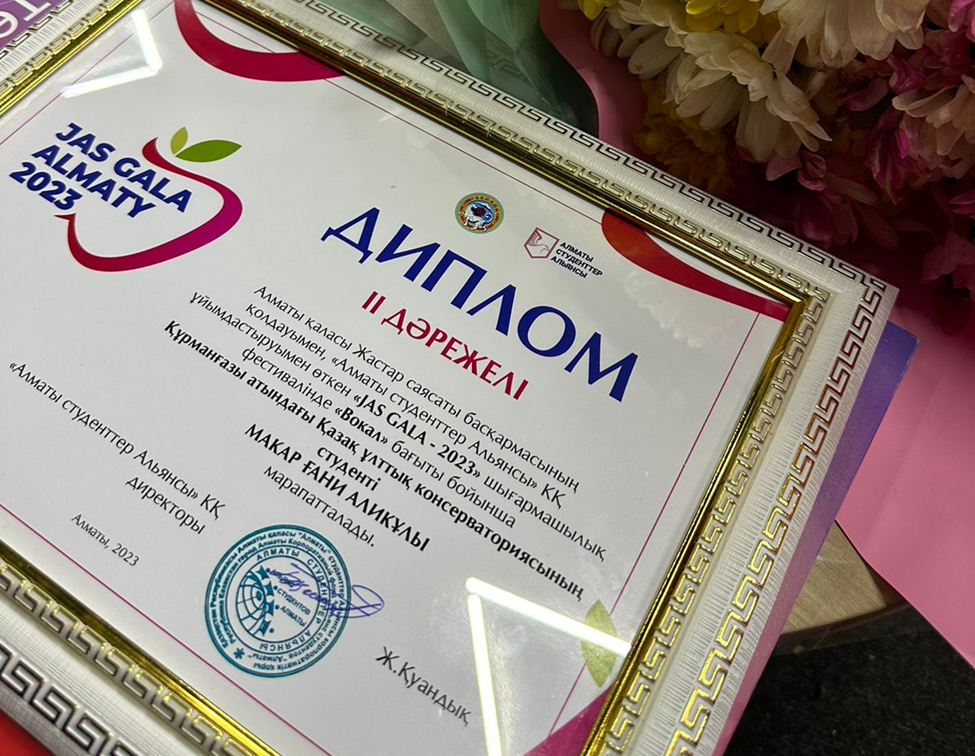 JAS GALA
ALMATY
2023
АЛМАТЫ
СТУДЕНТТЕР
АЛЬЯНСЫ
ДИПЛОМ
II ДӘРЕЖЕЛІ
Алматы қаласы Жастар саясаты басқармасының
қолдауымен, «Алматы студенттер Альянсы» ҚҚ
ұйымдастыруымен өткен «JAS GALA - 2023» шығармашылық
фестивалінде «Вокал» бағыты бойынша
Құрманғазы атындағы Қазақ ұлттық консерваториясының
студенті
МАҚАР ҒАНИ АЛИҚҰЛЫ
марапатталады.
«Алматы студенттер Альянсы» ҚҚ
директоры
Ж.Қуандық
Алматы, 2023